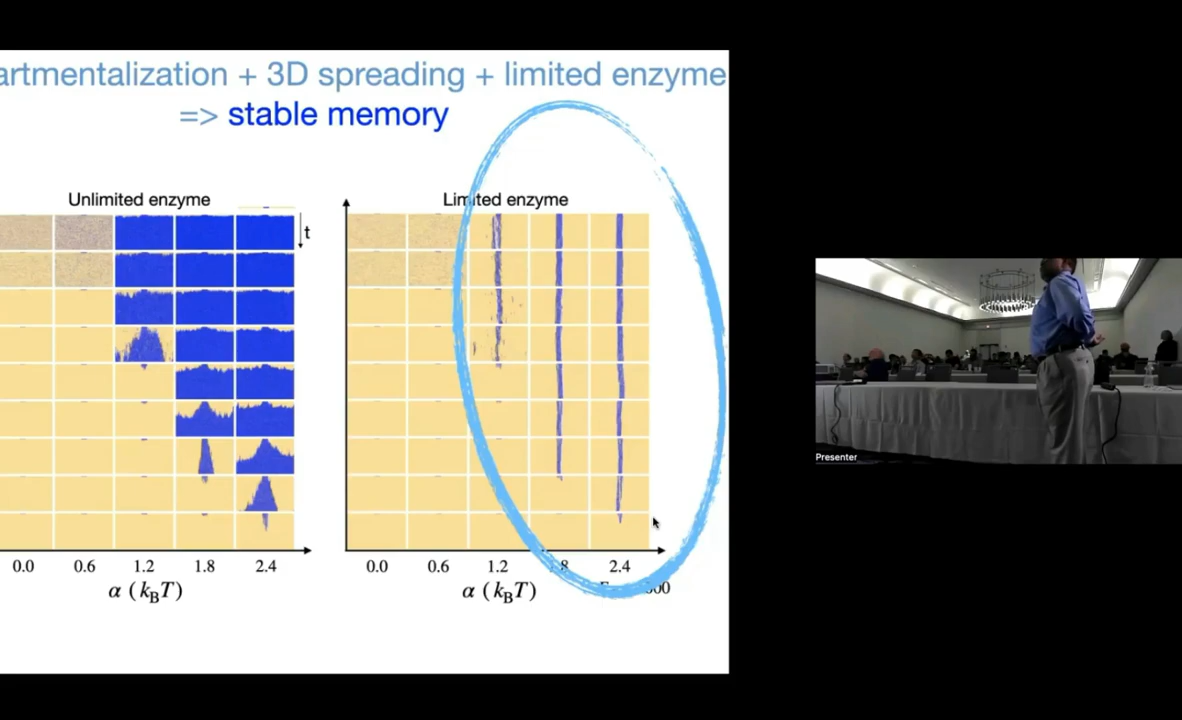 artmentalization + 3D spreading + limited enzyme
=> stable memory
Unlimited enzyme
t
0.0 0.6 1.2 1.8 2.4
α (kBT)
Limited enzyme
0.0 0.6 1.2 1.8 2.4
α (kBT)
Presenter